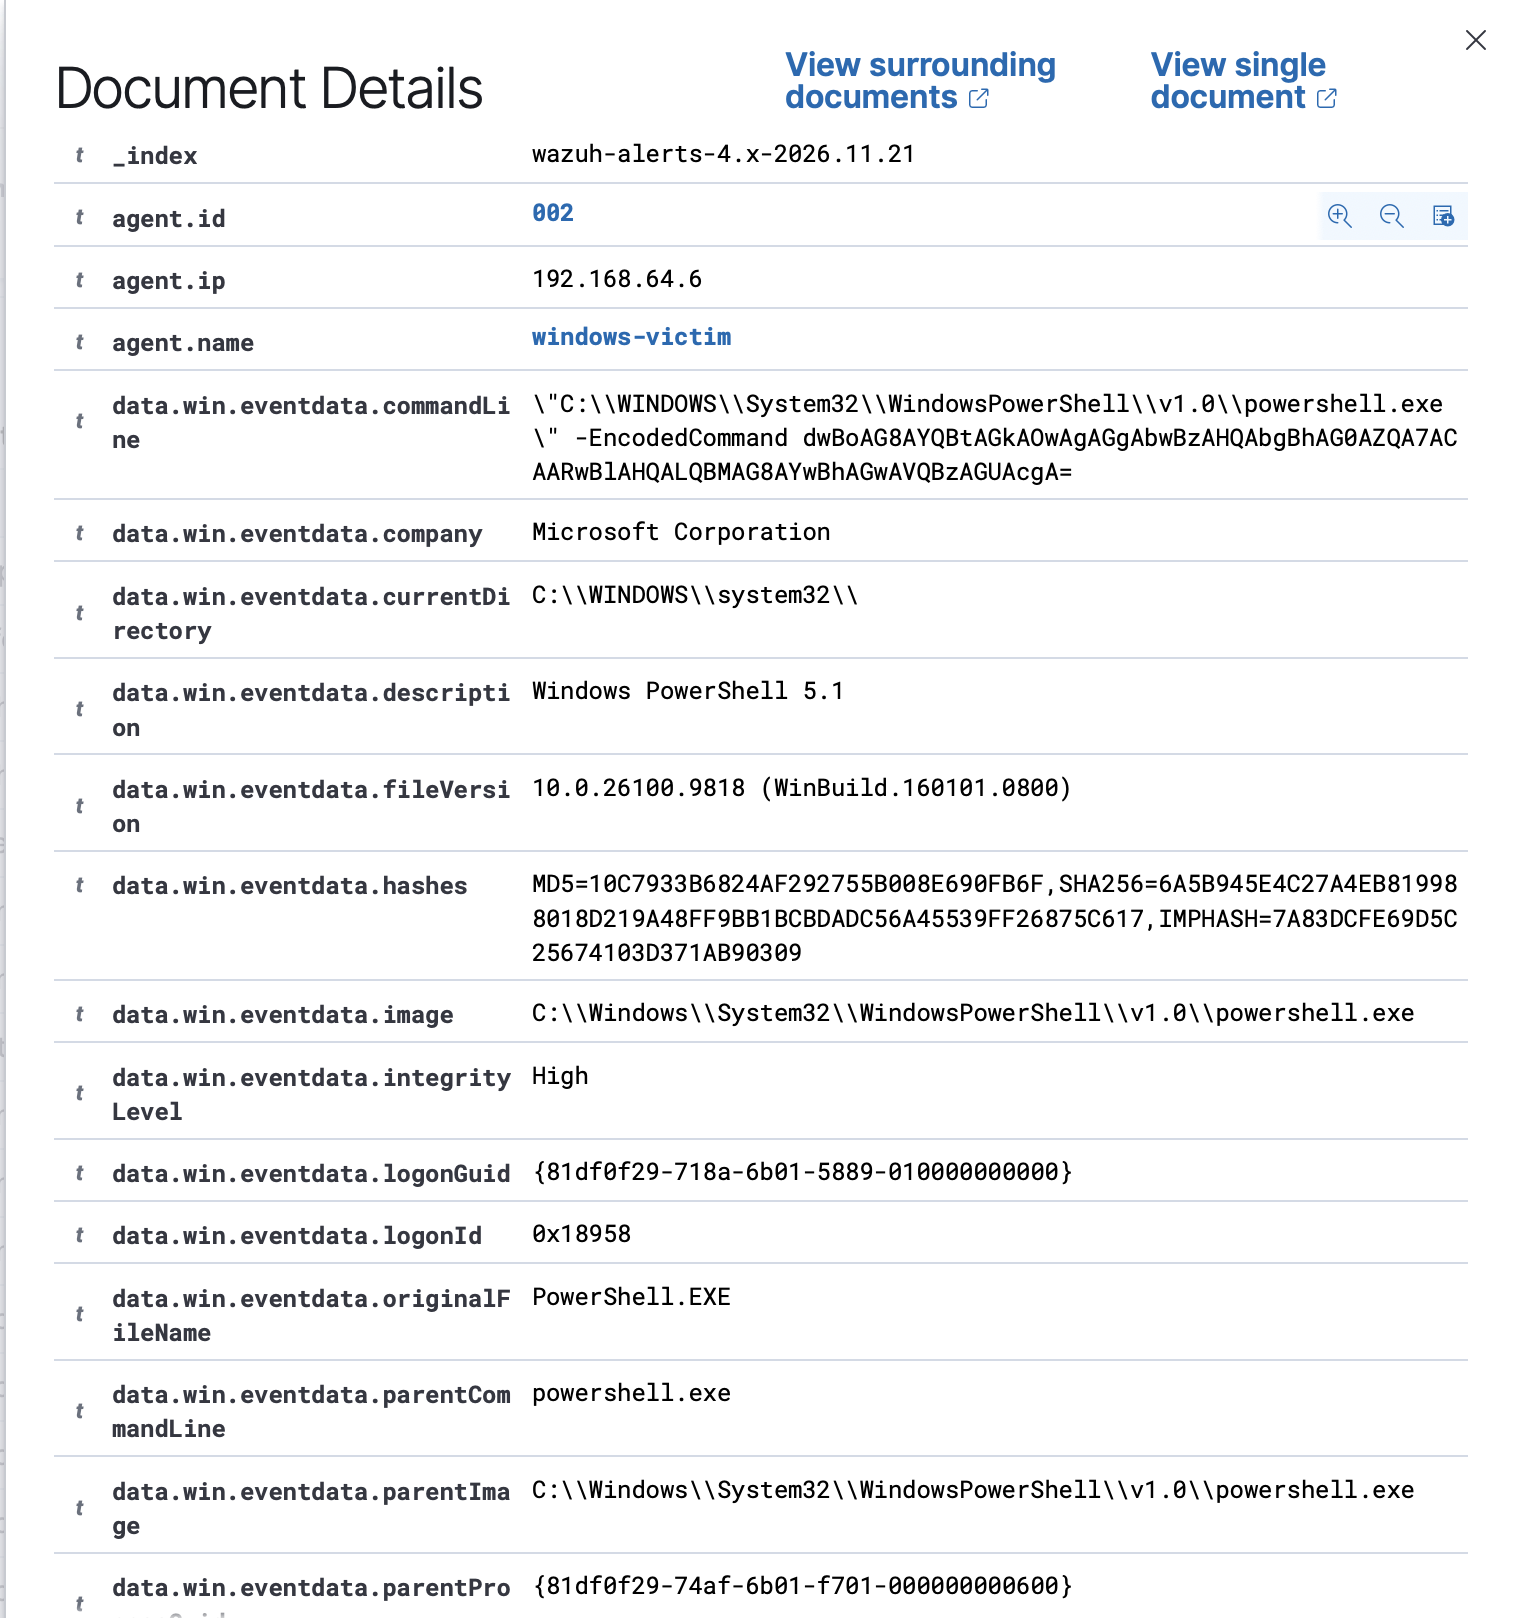 Document Details
View surrounding
documents
View single
document
t _index wazuh-alerts-4.x-2026.11.21
t agent.id 002
t agent.ip 192.168.64.6
t agent.name windows-victim
t data.win.eventdata.commandLi
ne
\"C:\\WINDOWS\\System32\\WindowsPowerShell\\v1.0\\powershell.exe
\" -EncodedCommand dwBoAG8AYQBtAGkAOwAgAGgAbwBzAHQAbgBhAG0AZQA7AC
AARwBlAHQALQBMAG8AYwBhAGwAVQBzAGUAcgA=
t data.win.eventdata.company Microsoft Corporation
t data.win.eventdata.currentDi
rectory
C:\\WINDOWS\\system32\\
t data.win.eventdata.descripti
on
Windows PowerShell 5.1
t data.win.eventdata.fileVersi
on
10.0.26100.9818 (WinBuild.160101.0800)
t data.win.eventdata.hashes MD5=10C7933B6824AF292755B008E690FB6F,SHA256=6A5B945E4C27A4EB81998
8018D219A48FF9BB1BCBDADC56A45539FF26875C617,IMPHASH=7A83DCFE69D5C
25674103D371AB90309
t data.win.eventdata.image C:\\Windows\\System32\\WindowsPowerShell\\v1.0\\powershell.exe
t data.win.eventdata.integrity
Level
High
t data.win.eventdata.logonGuid {81df0f29-718a-6b01-5889-010000000000}
t data.win.eventdata.logonId 0x18958
t data.win.eventdata.originalF
ileName
PowerShell.EXE
t data.win.eventdata.parentCom
mandLine
powershell.exe
t data.win.eventdata.parentIma
ge
C:\\Windows\\System32\\WindowsPowerShell\\v1.0\\powershell.exe
t data.win.eventdata.parentPro {81df0f29-74af-6b01-f701-000000000600}